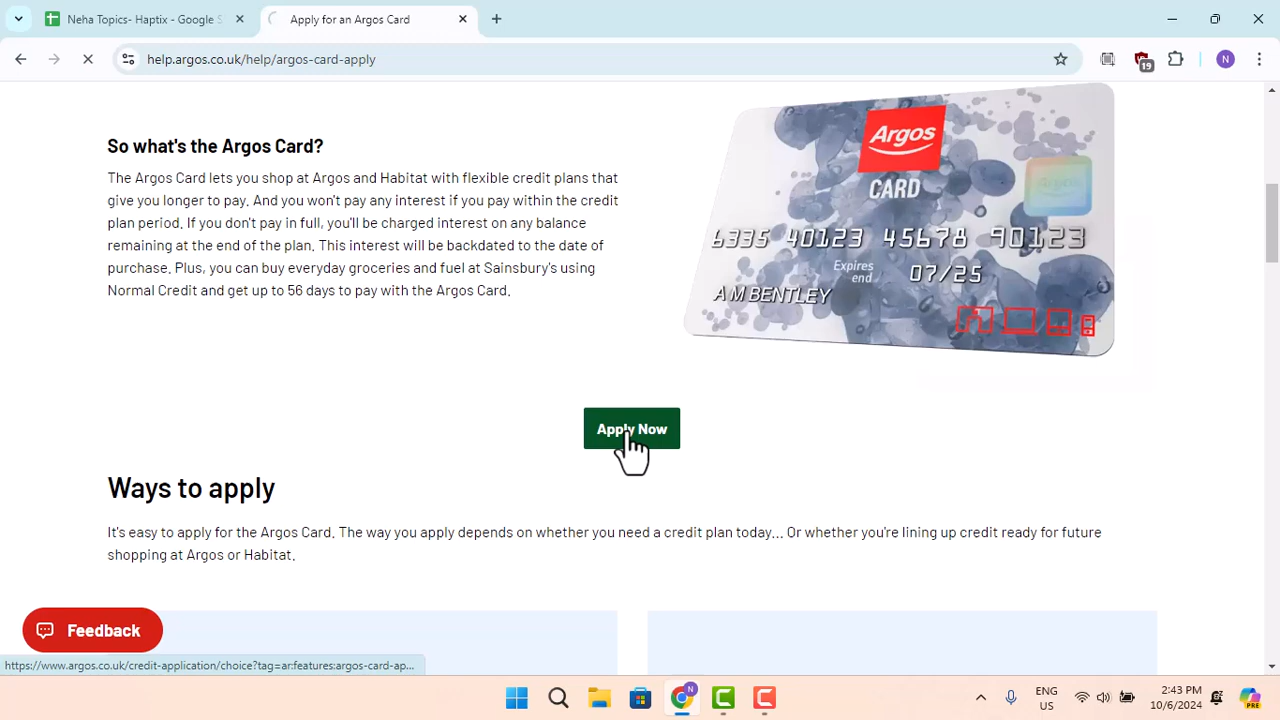 Neha Topics- Haptix - Google S
Apply for an Argos Card
help.argos.co.uk/help/argos-card-apply
19
N
So what's the Argos Card?
The Argos Card lets you shop at Argos and Habitat with flexible credit plans that
give you longer to pay. And you won't pay any interest if you pay within the credit
plan period. If you don't pay in full, you'll be charged interest on any balance
remaining at the end of the plan. This interest will be backdated to the date of
purchase. Plus, you can buy everyday groceries and fuel at Sainsbury's using
Normal Credit and get up to 56 days to pay with the Argos Card.
Argos
CARD
Argos
6335 40123 45678 90123
Expires
end
07/25
A M BENTLEY
Apply Now
Ways to apply
It's easy to apply for the Argos Card. The way you apply depends on whether you need a credit plan today... Or whether you're lining up credit ready for future
shopping at Argos or Habitat.
Feedback
https://www.argos.co.uk/credit-application/choice?tag=ar:features:argos-card-ap...
N
ENG
US
2:43 PM
10/6/2024
PRE